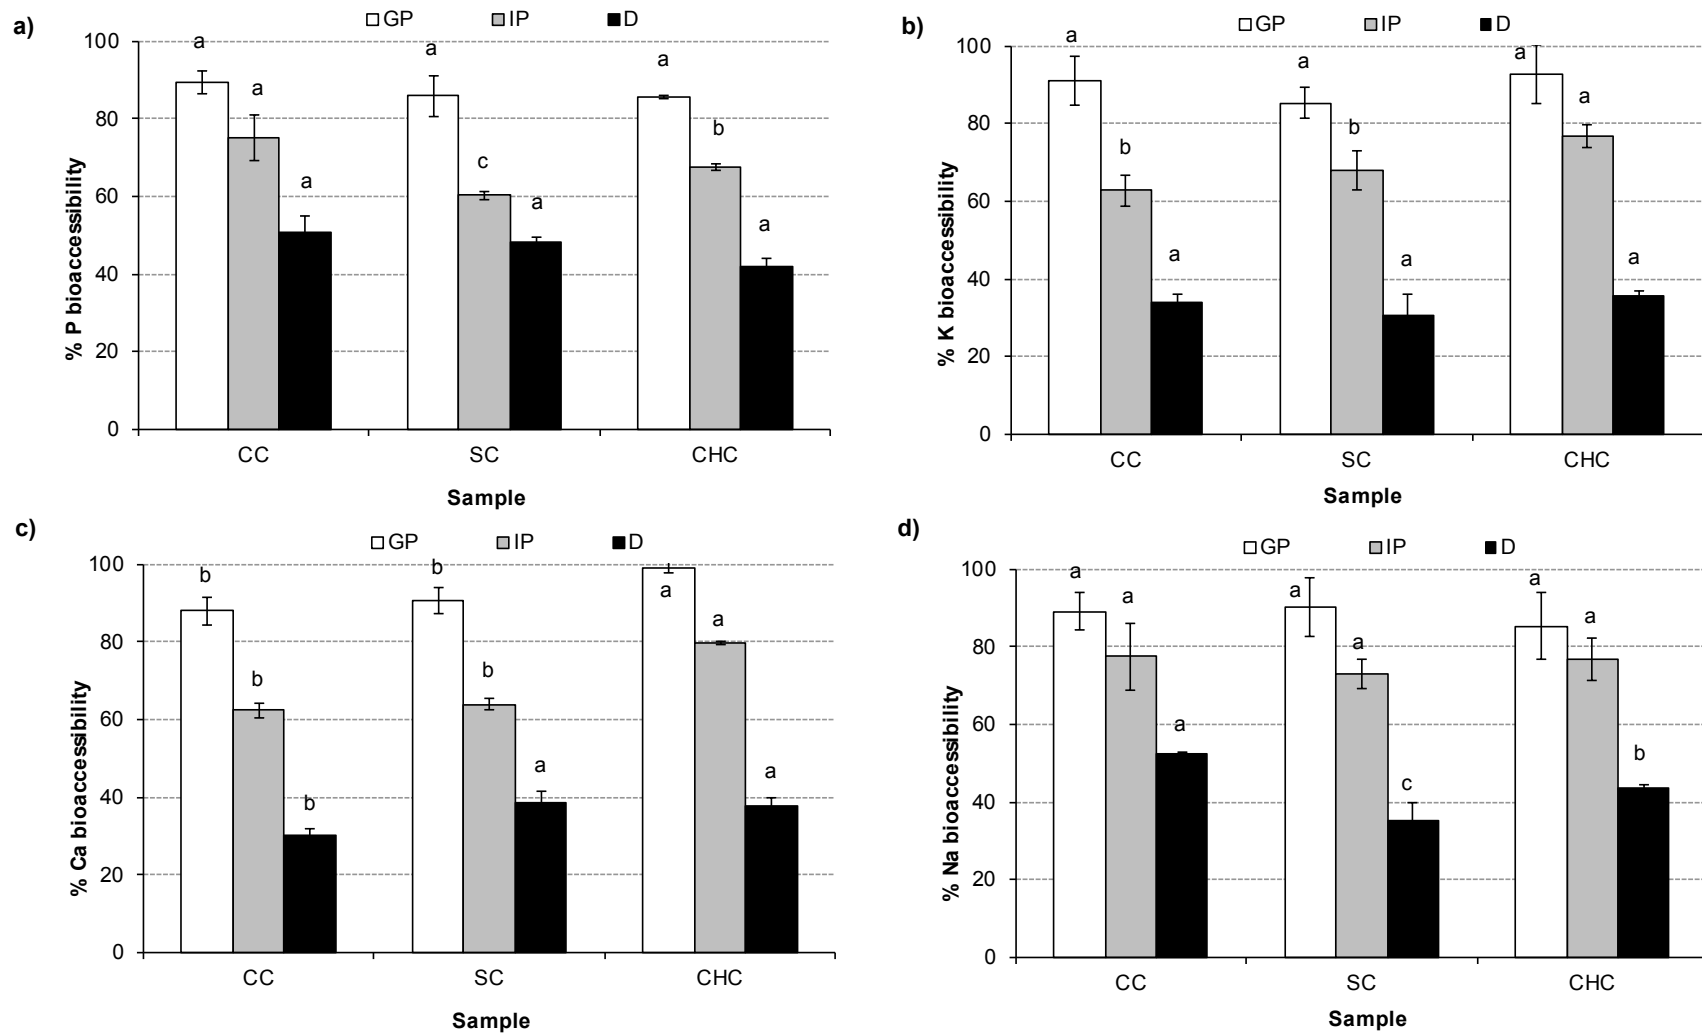 a)
GP IP D
% P bioaccessibility
100
80
60
40
20
0
a a a
a c b
a a a
CC SC CHC
Sample
b)
GP IP D
% K bioaccessibility
100
80
60
40
20
0
a a a
b b a
a a a
CC SC CHC
Sample
c)
GP IP D
% Ca bioaccessibility
100
80
60
40
20
0
b b a
b b a
b a a
CC SC CHC
Sample
d)
GP IP D
% Na bioaccessibility
100
80
60
40
20
0
a a a
a a a
a c b
CC SC CHC
Sample